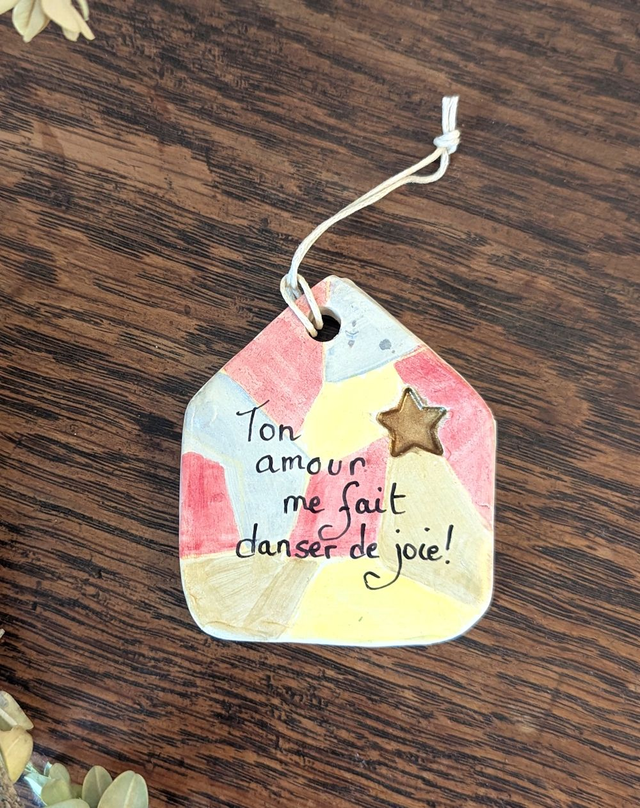 Ton
amour
me fait
danser de joie!